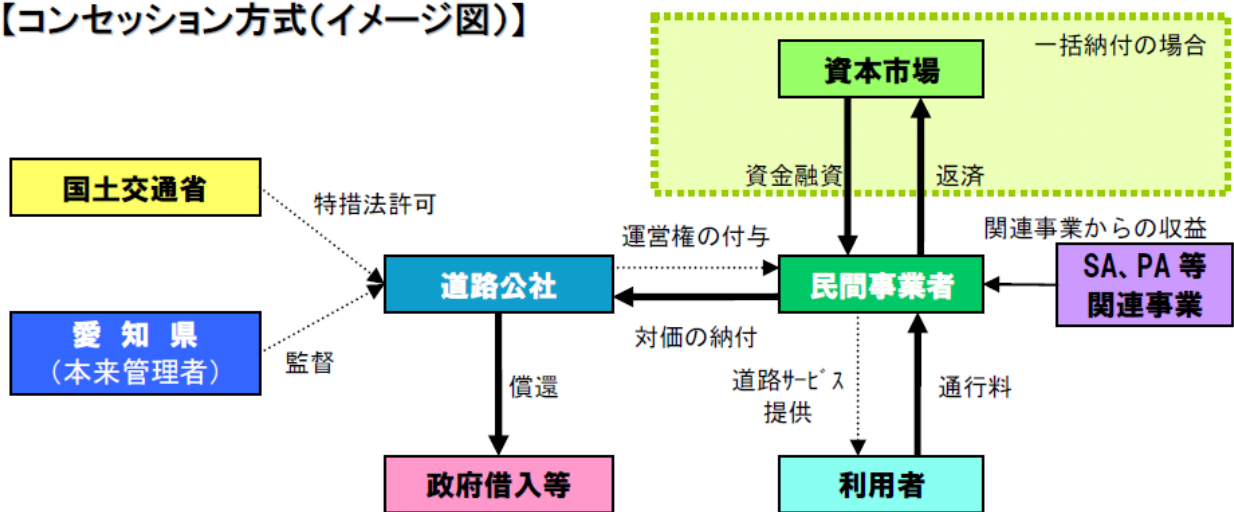 【コンセッション方式(イメージ図)】
一括納付の場合
資本市場
資金融資
返済
国土交通省
特措法許可
運営権の付与
関連事業からの収益
道路公社
民間事業者
SA、PA 等
関連事業
愛 知 県
(本来管理者)
監督
対価の納付
償還
道路ｻｰﾋﾞｽ
提供
通行料
政府借入等
利用者